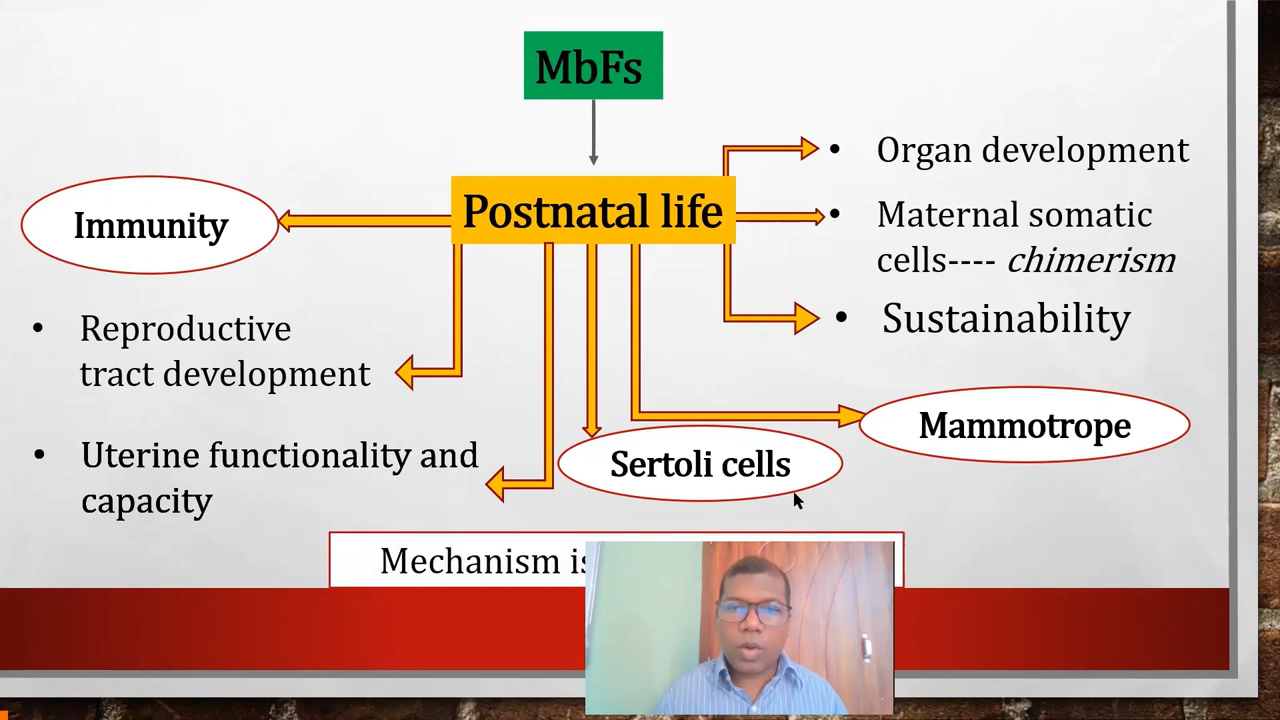 MbFs
Postnatal life
Immunity
• Reproductive
tract development
• Uterine functionality and
capacity
Sertoli cells
Mammotrope
• Organ development
• Maternal somatic
cells---- chimerism
• Sustainability
Mechanism